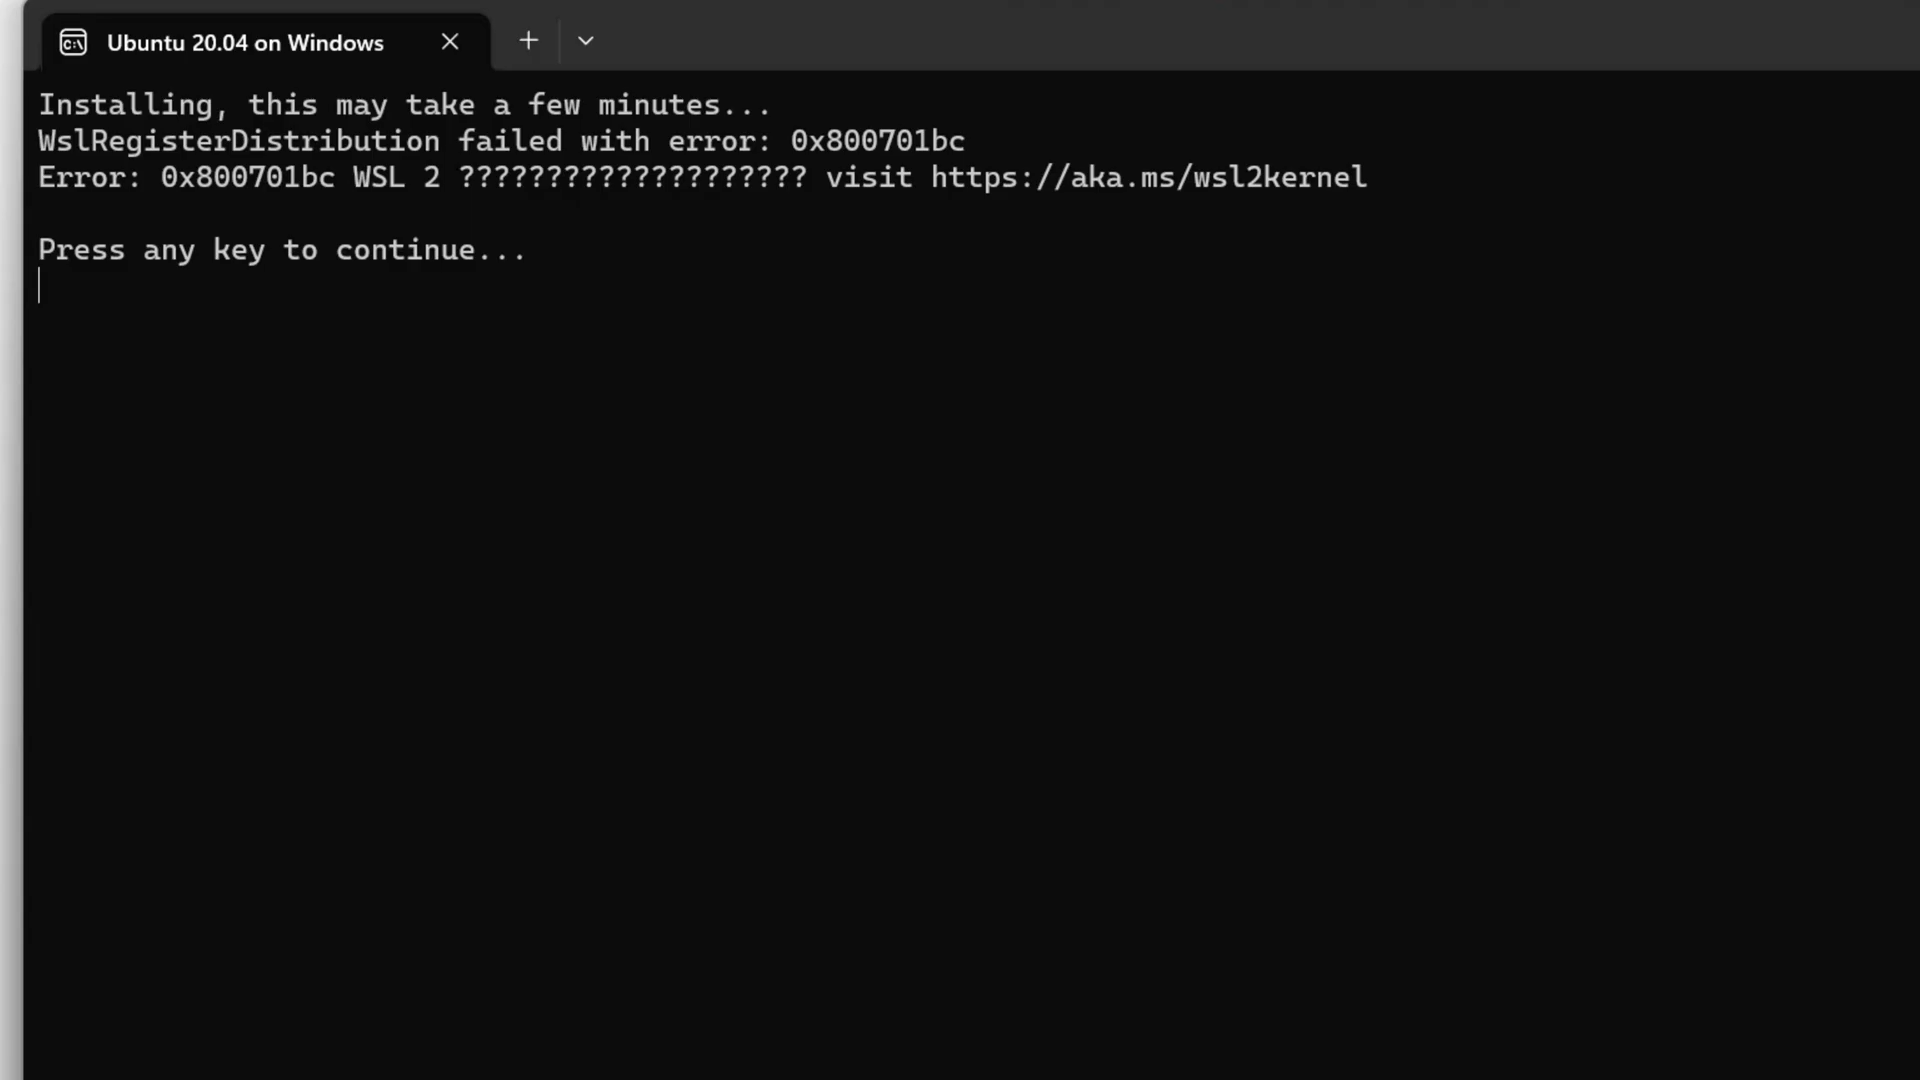 Ubuntu 20.04 on Windows
Installing, this may take a few minutes...
WslRegisterDistribution failed with error: 0x800701bc
Error: 0x800701bc WSL 2 ???????????????????? visit https://aka.ms/wsl2kernel
Press any key to continue...